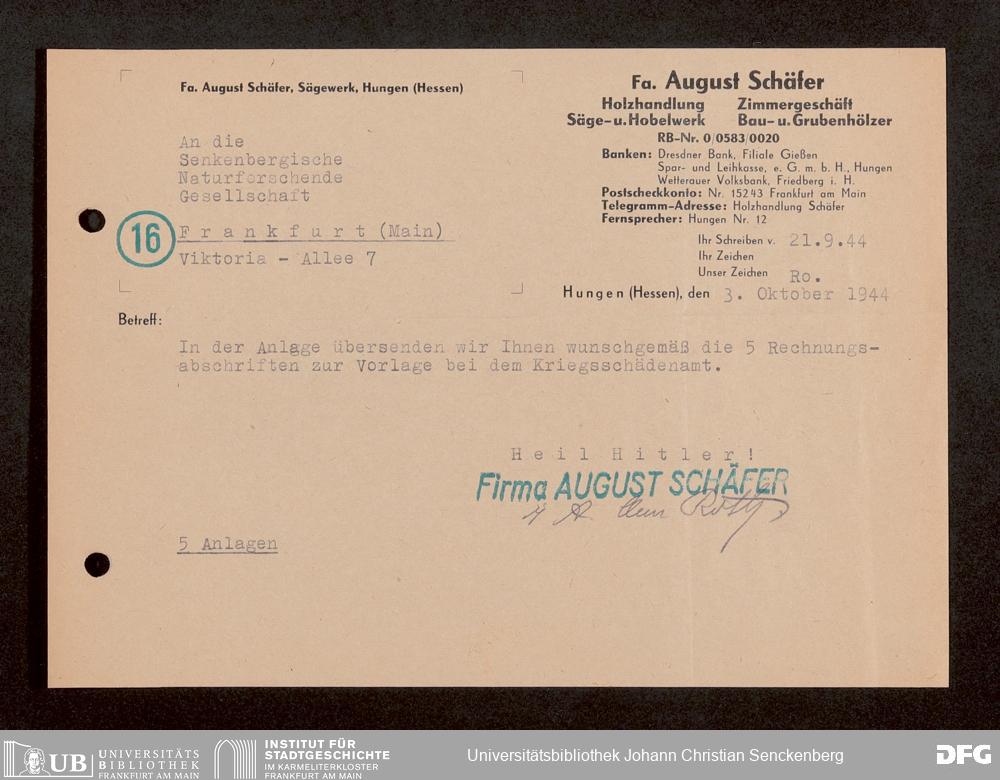 Fa. August Schäfer, Sägewerk, Hungen (Hessen)
An die
Senkenbergische
Naturforschende
Gesellschaft
Frankfurt (Main)
Viktoria - Allee 7
16
Fa. August Schäfer
Holzhandlung Zimmergeschäft
Säge- u. Hobelwerk Bau- u. Grubenhölzer
RB-Nr. 0/0583/0020
Banken: Dresdner Bank, Filiale Gießen
Spar- und Leihkasse, e. G. m. b. H., Hungen
Wetterauer Volksbank, Friedberg i. H.
Postscheckkonto: Nr. 15243 Frankfurt am Main
Telegramm-Adresse: Holzhandlung Schäfer
Fernsprecher: Hungen Nr. 12
Ihr Schreiben v. 21.9.44
Ihr Zeichen
Unser Zeichen Ro.
Hungen (Hessen), den 3. Oktober 1944
Betreff:
In der Anlage übersenden wir Ihnen wunschgemäß die 5 Rechnungs-
abschriften zur Vorlage bei dem Kriegsschädenamt.
Heil Hitler!
Firma AUGUST SCHÄFER
5 Anlagen
UB UNIVERSITÄTS
BIBLIOTHEK
FRANKFURT AM MAIN
INSTITUT FÜR
STADTGESCHICHTE
IM KARMELITERKLOSTER
FRANKFURT AM MAIN
Universitätsbibliothek Johann Christian Senckenberg
DFG